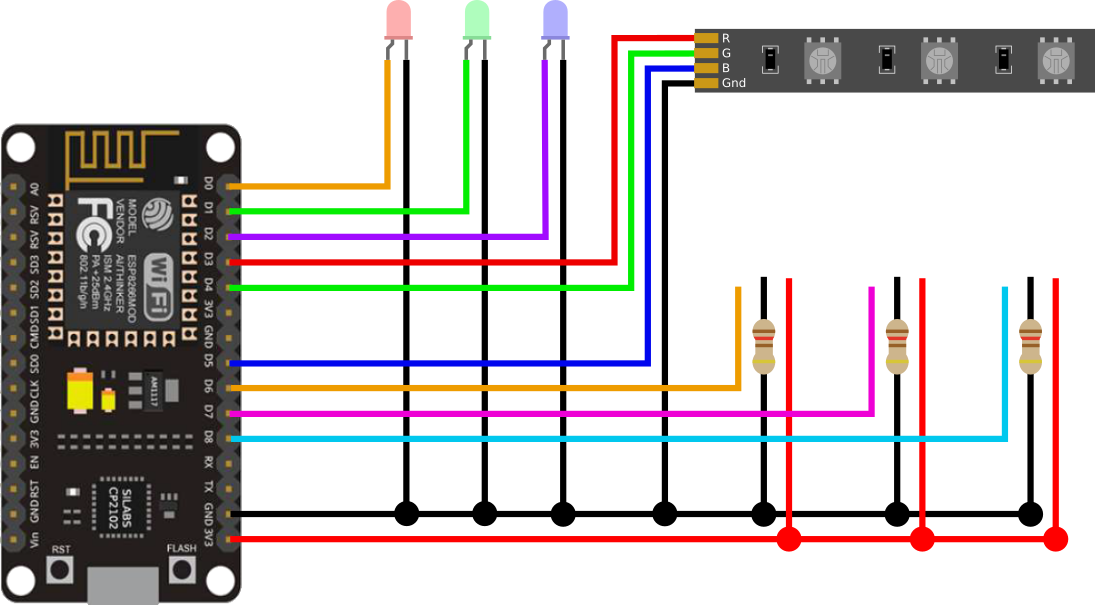 R
G
B
Gnd
A0
RSV
RSV
SD3
SD2
SD1
CMD
SD0
CLK
GND
3V3
EN
RST
GND
Vin
D0
D1
D2
D3
D4
3V3
GND
D5
D6
D7
D8
RX
TX
GND
3V3
MODEL
VENDOR
ESP8266MOD
AI/THINKER
ISM 2.4GHz
PA +25dBm
802.11b/g/n
FC
WiFi
AM1117
SILABS
CP2102
RST
FLASH